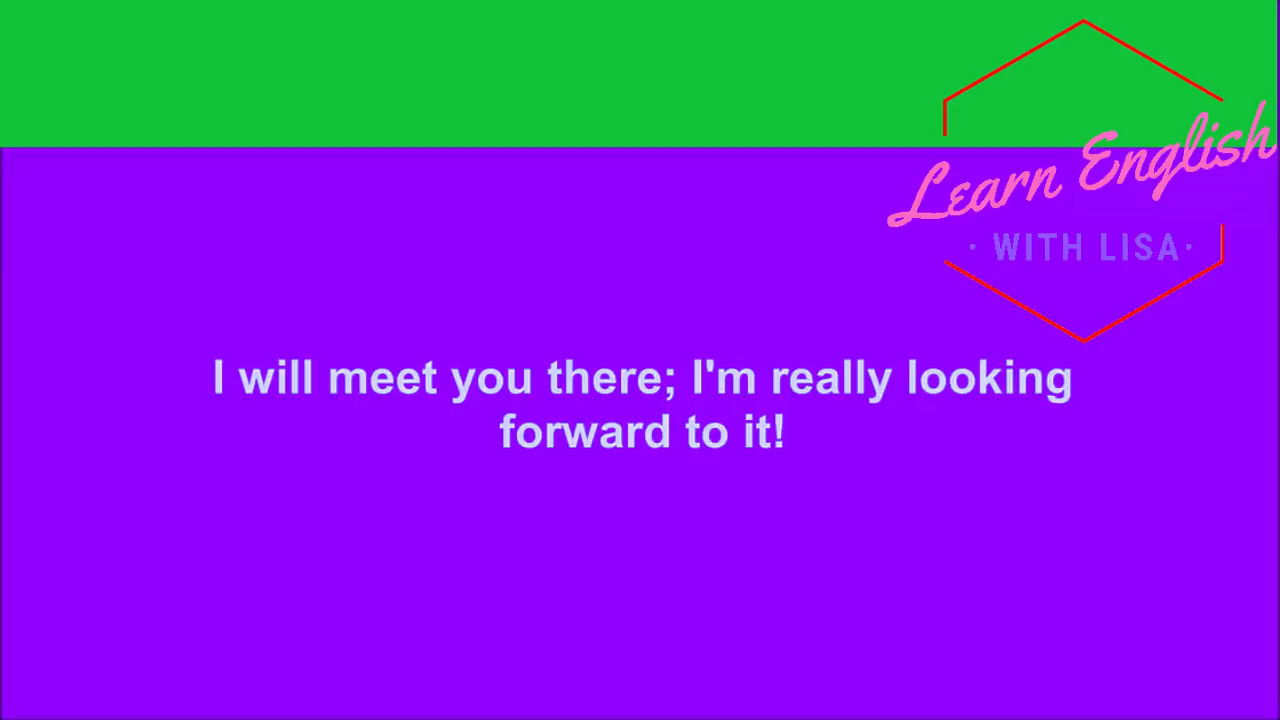 Learn English
· WITH LISA·
I will meet you there; I'm really looking
forward to it!